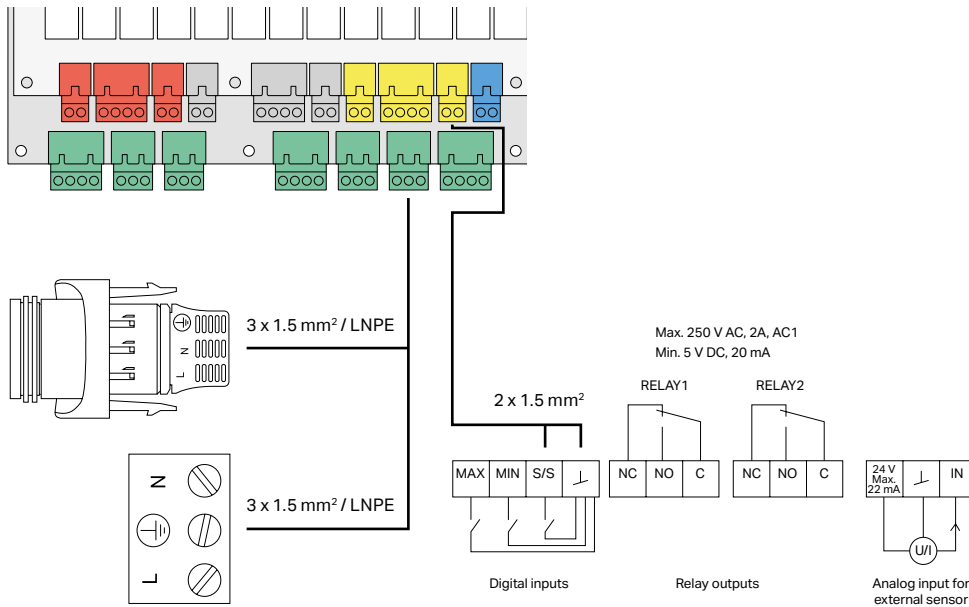 3 x 1.5 mm² / LNPE
N
L
Max. 250 V AC, 2A, AC1
Min. 5 V DC, 20 mA
RELAY1
RELAY2
2 x 1.5 mm²
MAX MIN S/S
NC NO C
NC NO C
24 V
Max.
22 mA
IN
N
L
3 x 1.5 mm² / LNPE
U/I
Digital inputs
Relay outputs
Analog input for
external sensor